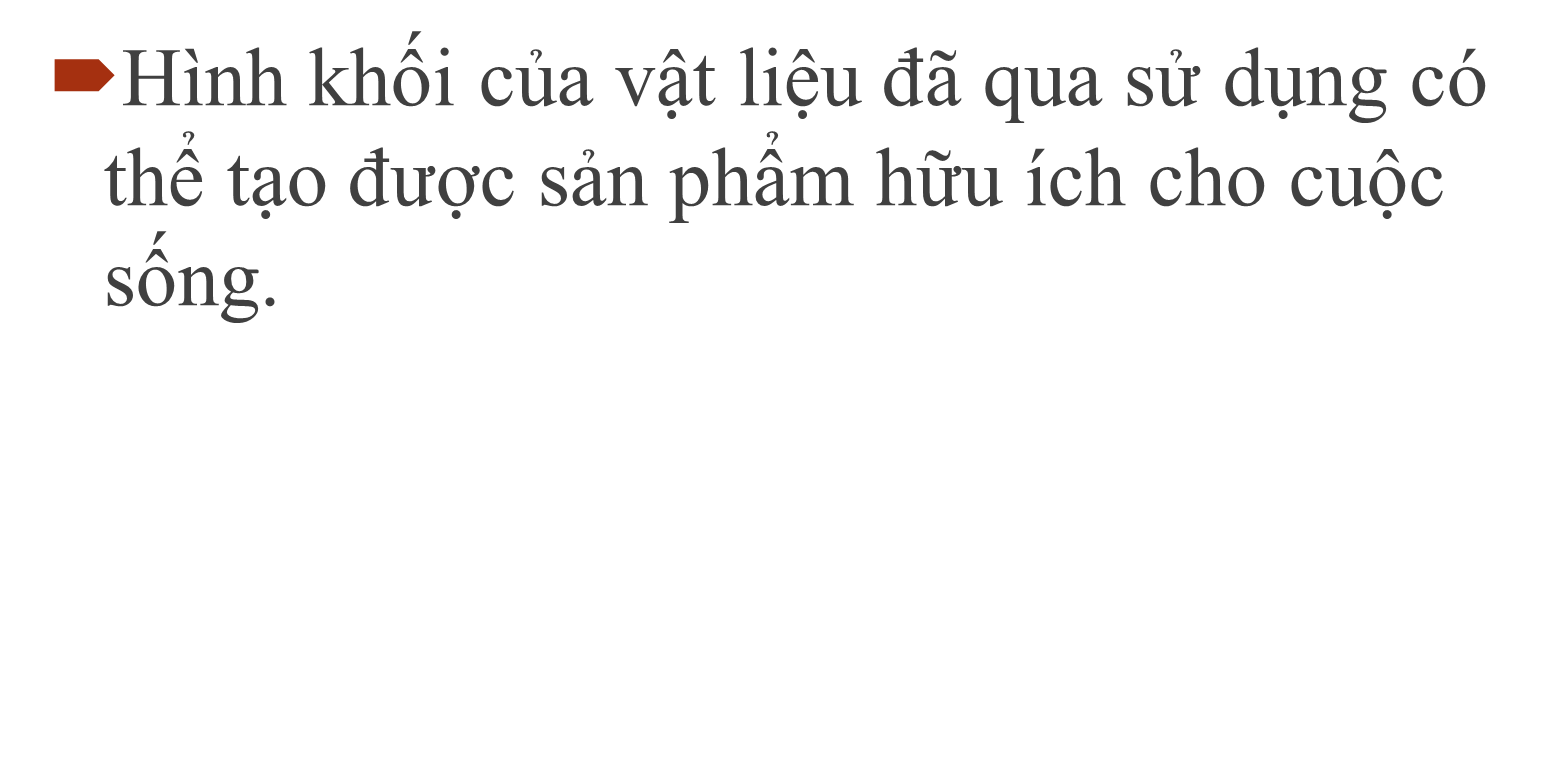 Hình khối của vật liệu đã qua sử dụng có
thể tạo được sản phẩm hữu ích cho cuộc
sống.